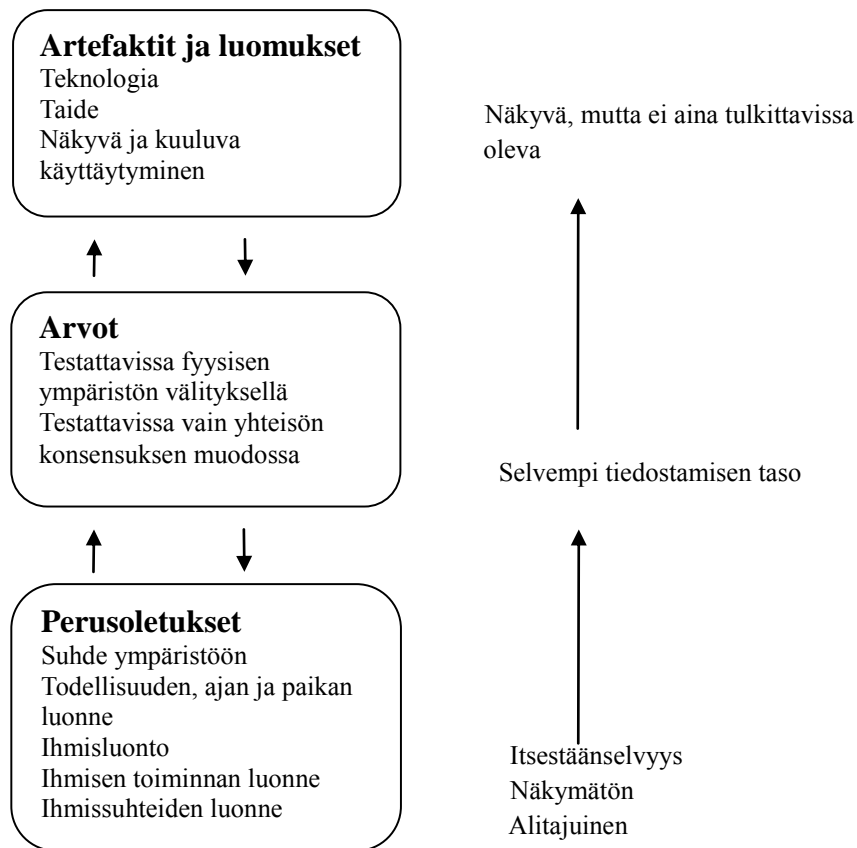 Artefaktit ja luomukset
Teknologia
Taide
Näkyvä ja kuuluva
käyttäytyminen
Näkyvä, mutta ei aina tulkittavissa
oleva
Arvot
Testattavissa fyysisen
ympäristön välityksellä
Testattavissa vain yhteisön
konsensuksen muodossa
Selvempi tiedostamisen taso
Perusoletukset
Suhde ympäristöön
Todellisuuden, ajan ja paikan
luonne
Ihmisluonto
Ihmisen toiminnan luonne
Ihmissuhteiden luonne
Itsestäänselvyys
Näkymätön
Alitajuinen